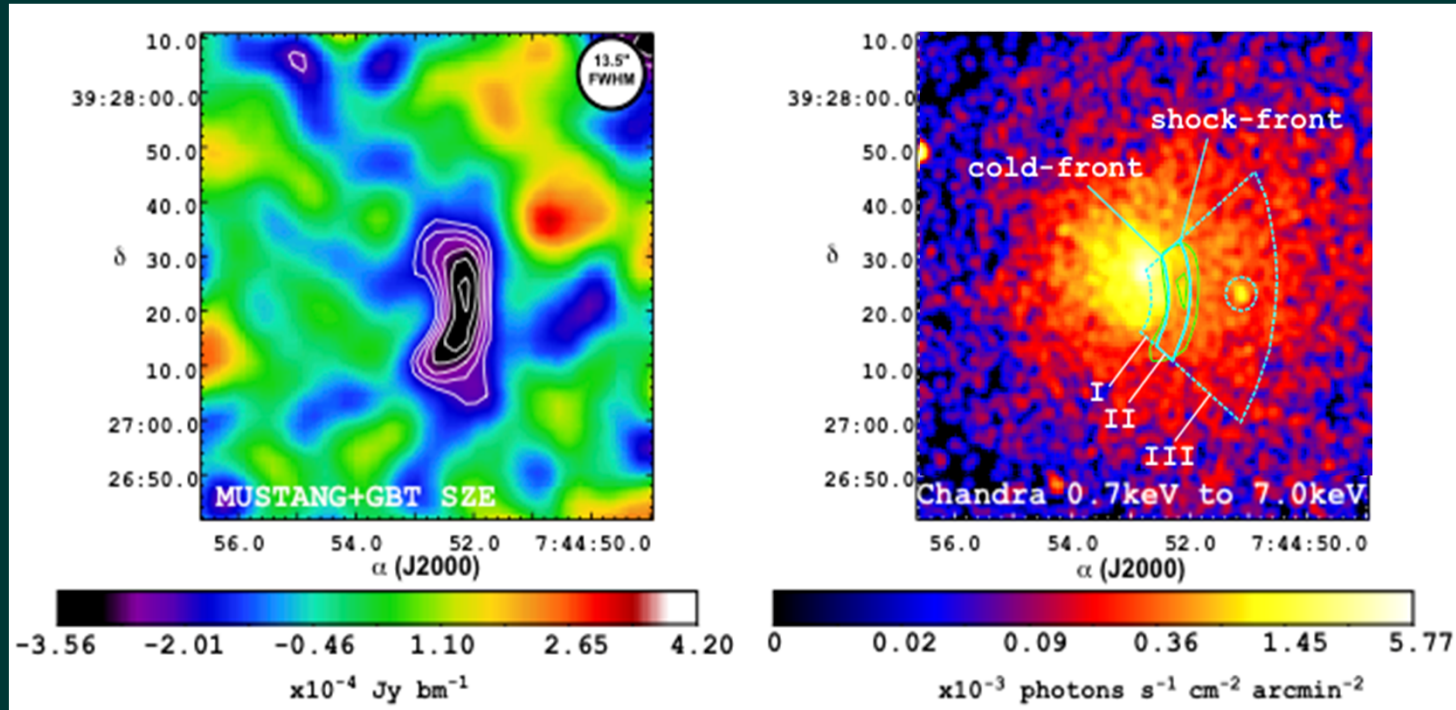 10.0
39:28:00.0
50.0
40.0
δ
30.0
20.0
10.0
27:00.0
26:50.0
13.5"
FWHM
MUSTANG+GBT SZE
56.0 54.0 52.0 7:44:50.0
α (J2000)
-3.56 -2.01 -0.46 1.10 2.65 4.20
x10⁻⁴ Jy bm⁻¹
10.0
39:28:00.0
50.0
40.0
δ
30.0
20.0
10.0
27:00.0
26:50.0
shock-front
cold-front
I
II
III
Chandra 0.7keV to 7.0keV
56.0 54.0 52.0 7:44:50.0
α (J2000)
0 0.02 0.09 0.36 1.45 5.77
x10⁻³ photons s⁻¹ cm⁻² arcmin⁻²